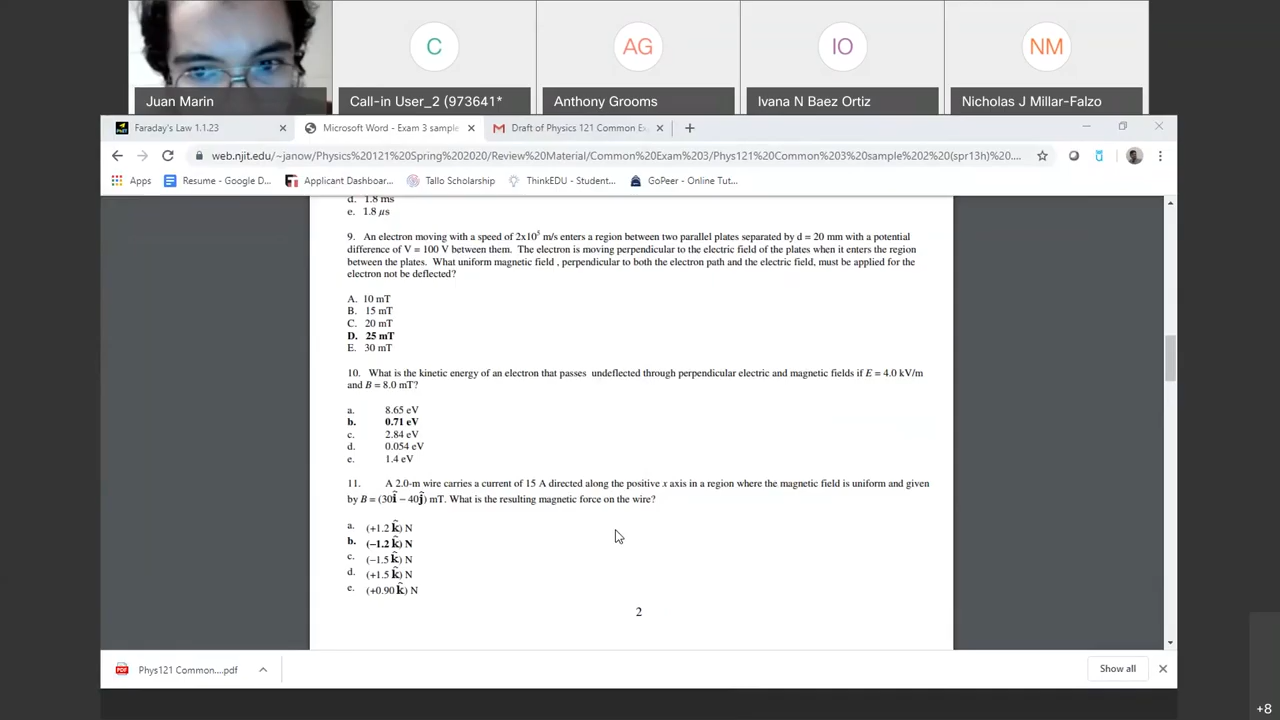 C
AG
IO
NM
Juan Marin
Call-in User_2 (973641*
Anthony Grooms
Ivana N Baez Ortiz
Nicholas J Millar-Falzo
Faraday's Law 1.1.23
Microsoft Word - Exam 3 sample
Draft of Physics 121 Common Ex
web.njit.edu/~janow/Physics%20121%20Spring%202020/Review%20Material/Common%20Exam%203/Phys121%20Common%203%20sample%202%20(spr13h)%20....
Apps
Resume - Google D...
Applicant Dashboar...
Tallo Scholarship
ThinkEDU - Student...
GoPeer - Online Tut...
d. 1.8 ms
e. 1.8 μs
9. An electron moving with a speed of 2x10⁵ m/s enters a region between two parallel plates separated by d = 20 mm with a potential
difference of V = 100 V between them. The electron is moving perpendicular to the electric field of the plates when it enters the region
between the plates. What uniform magnetic field , perpendicular to both the electron path and the electric field, must be applied for the
electron not be deflected?
A. 10 mT
B. 15 mT
C. 20 mT
D. 25 mT
E. 30 mT
10. What is the kinetic energy of an electron that passes undeflected through perpendicular electric and magnetic fields if E = 4.0 kV/m
and B = 8.0 mT?
a. 8.65 eV
b. 0.71 eV
c. 2.84 eV
d. 0.054 eV
e. 1.4 eV
11. A 2.0-m wire carries a current of 15 A directed along the positive x axis in a region where the magnetic field is uniform and given
by B = (30î − 40ĵ) mT. What is the resulting magnetic force on the wire?
a. (+1.2 k̂) N
b. (−1.2 k̂) N
c. (−1.5 k̂) N
d. (+1.5 k̂) N
e. (+0.90 k̂) N
2
Phys121 Common....pdf
Show all
+8